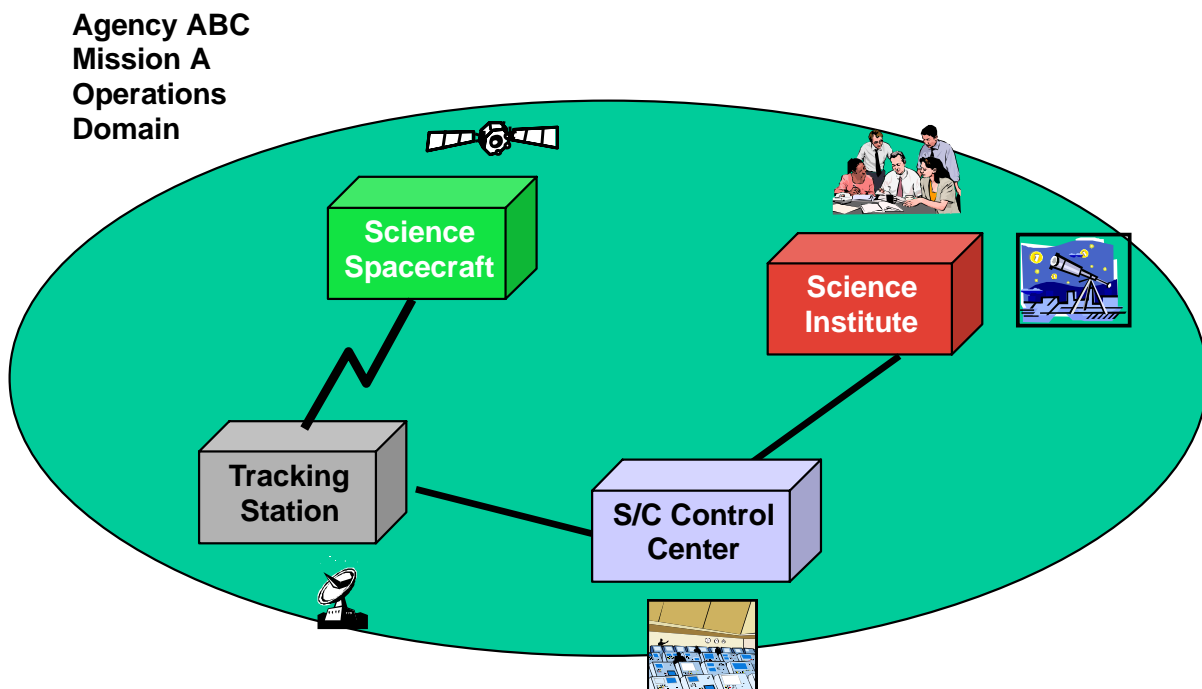 Agency ABC
Mission A
Operations
Domain
Science
Spacecraft
Science
Institute
Tracking
Station
S/C Control
Center